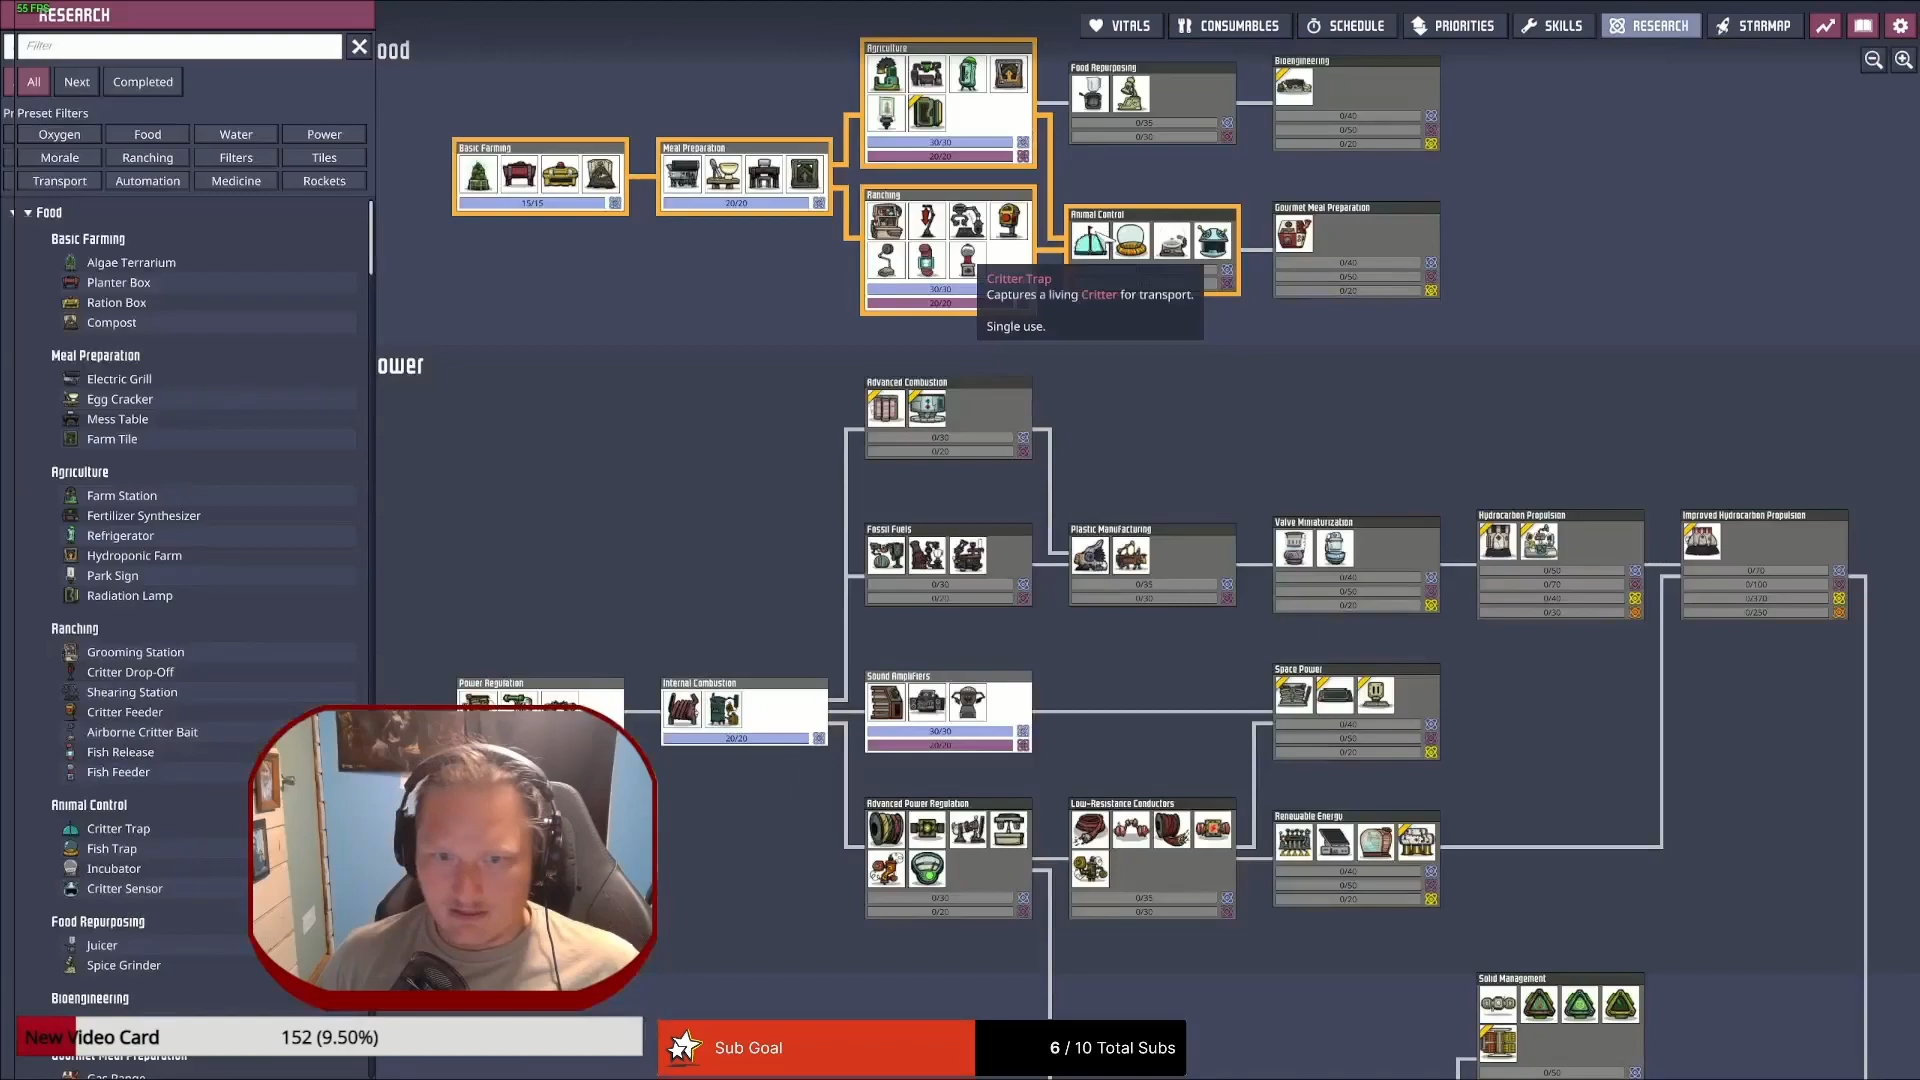 55 FPS
RESEARCH
Filter
All
Next
Completed
Preset Filters
Oxygen
Food
Water
Power
Morale
Ranching
Filters
Tiles
Transport
Automation
Medicine
Rockets
Food
Basic Farming
Algae Terrarium
Planter Box
Ration Box
Compost
Meal Preparation
Electric Grill
Egg Cracker
Mess Table
Farm Tile
Agriculture
Farm Station
Fertilizer Synthesizer
Refrigerator
Hydroponic Farm
Park Sign
Radiation Lamp
Ranching
Grooming Station
Critter Drop-Off
Shearing Station
Critter Feeder
Airborne Critter Bait
Fish Release
Fish Feeder
Animal Control
Critter Trap
Fish Trap
Incubator
Critter Sensor
Food Repurposing
Juicer
Spice Grinder
Bioengineering
VITALS
CONSUMABLES
SCHEDULE
PRIORITIES
SKILLS
RESEARCH
STARMAP
ood
Basic Farming
15/15
Meal Preparation
20/20
Agriculture
30/30
20/20
Ranching
30/30
20/20
Food Repurposing
0/35
0/30
Bioengineering
0/40
0/50
0/20
Animal Control
Gourmet Meal Preparation
0/40
0/50
0/20
Critter Trap
Captures a living Critter for transport.
Single use.
ower
Advanced Combustion
0/30
0/20
Fossil Fuels
0/30
0/20
Plastic Manufacturing
0/35
0/30
Valve Miniaturization
0/40
0/50
0/20
Hydrocarbon Propulsion
0/50
0/70
0/40
0/30
Improved Hydrocarbon Propulsion
0/70
0/100
0/370
0/250
Power Regulation
Internal Combustion
20/20
Sound Amplifiers
30/30
20/20
Space Power
0/40
0/50
0/20
Advanced Power Regulation
0/30
0/20
Low-Resistance Conductors
0/35
0/30
Renewable Energy
0/40
0/50
0/20
Solid Management
0/50
New Video Card
152 (9.50%)
Sub Goal
6 / 10 Total Subs